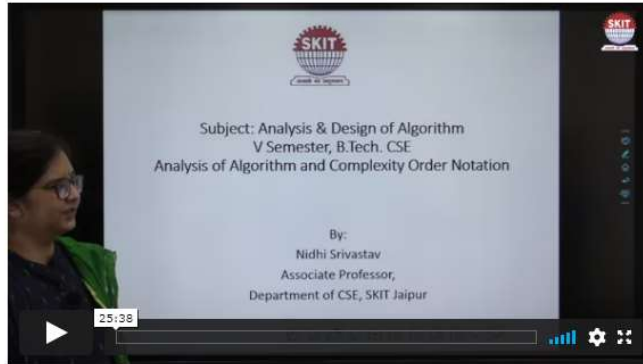 SKIT
SKIT
Subject: Analysis & Design of Algorithm
V Semester, B.Tech. CSE
Analysis of Algorithm and Complexity Order Notation
By:
Nidhi Srivastav
Associate Professor,
Department of CSE, SKIT Jaipur
25:38